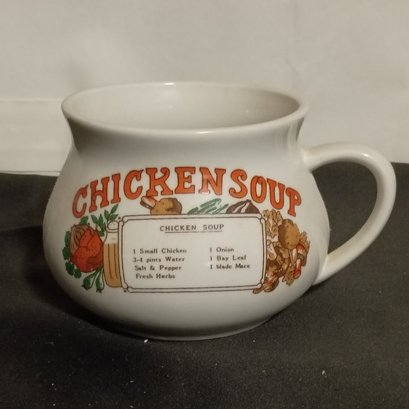 CHICKEN SOUP
CHICKEN SOUP
1 Small Chicken
3-4 pints Water
Salt & Pepper
Fresh Herbs
1 Onion
1 Bay Leaf
1 blade Mace